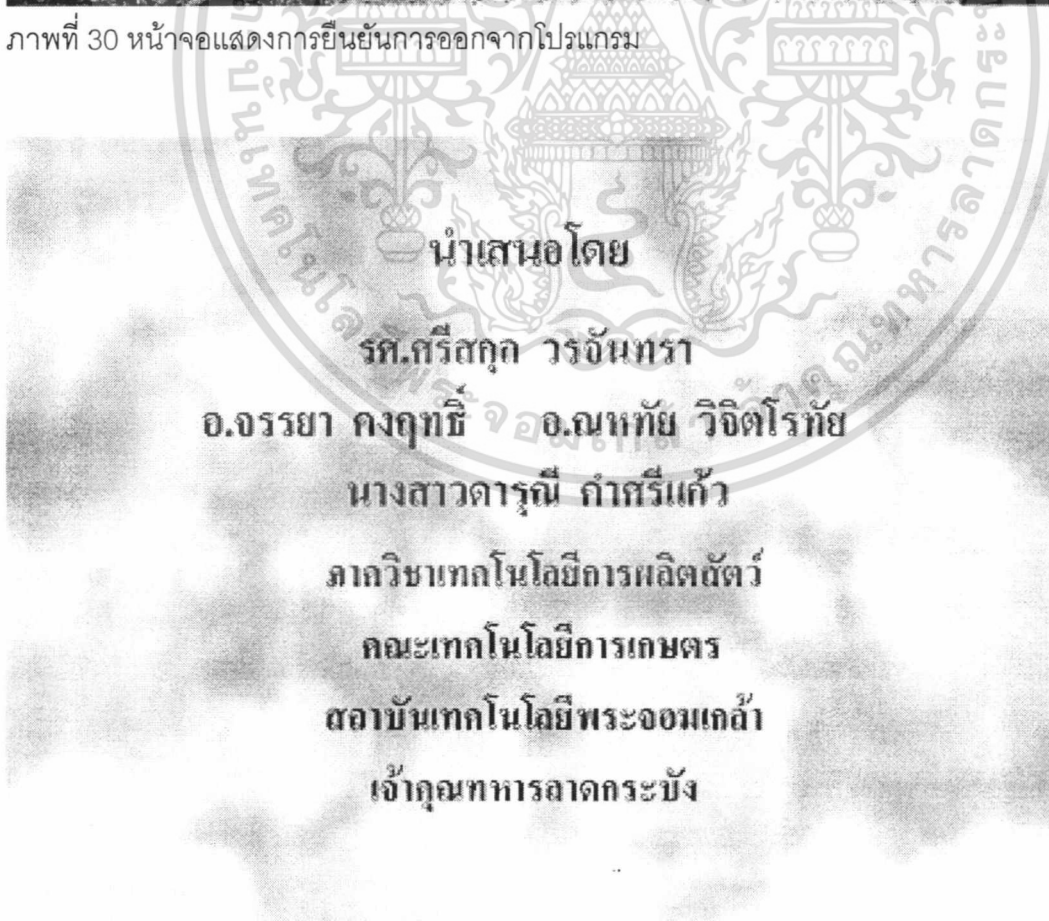 ภาพที่ 30 หน้าจอแสดงการยืนยันการออกจากโปรแกรม
นำเสนอโดย
รศ.ศรีสกุล วรจันทรา
อ.จรรยา คงฤทธิ์ อ.ณหทัย วิจิตโรทัย
นางสาวดารุณี คำศรีแก้ว
ภาควิชาเทคโนโลยีการผลิตสัตว์
คณะเทคโนโลยีการเกษตร
สถาบันเทคโนโลยีพระจอมเกล้า
เจ้าคุณทหารลาดกระบัง